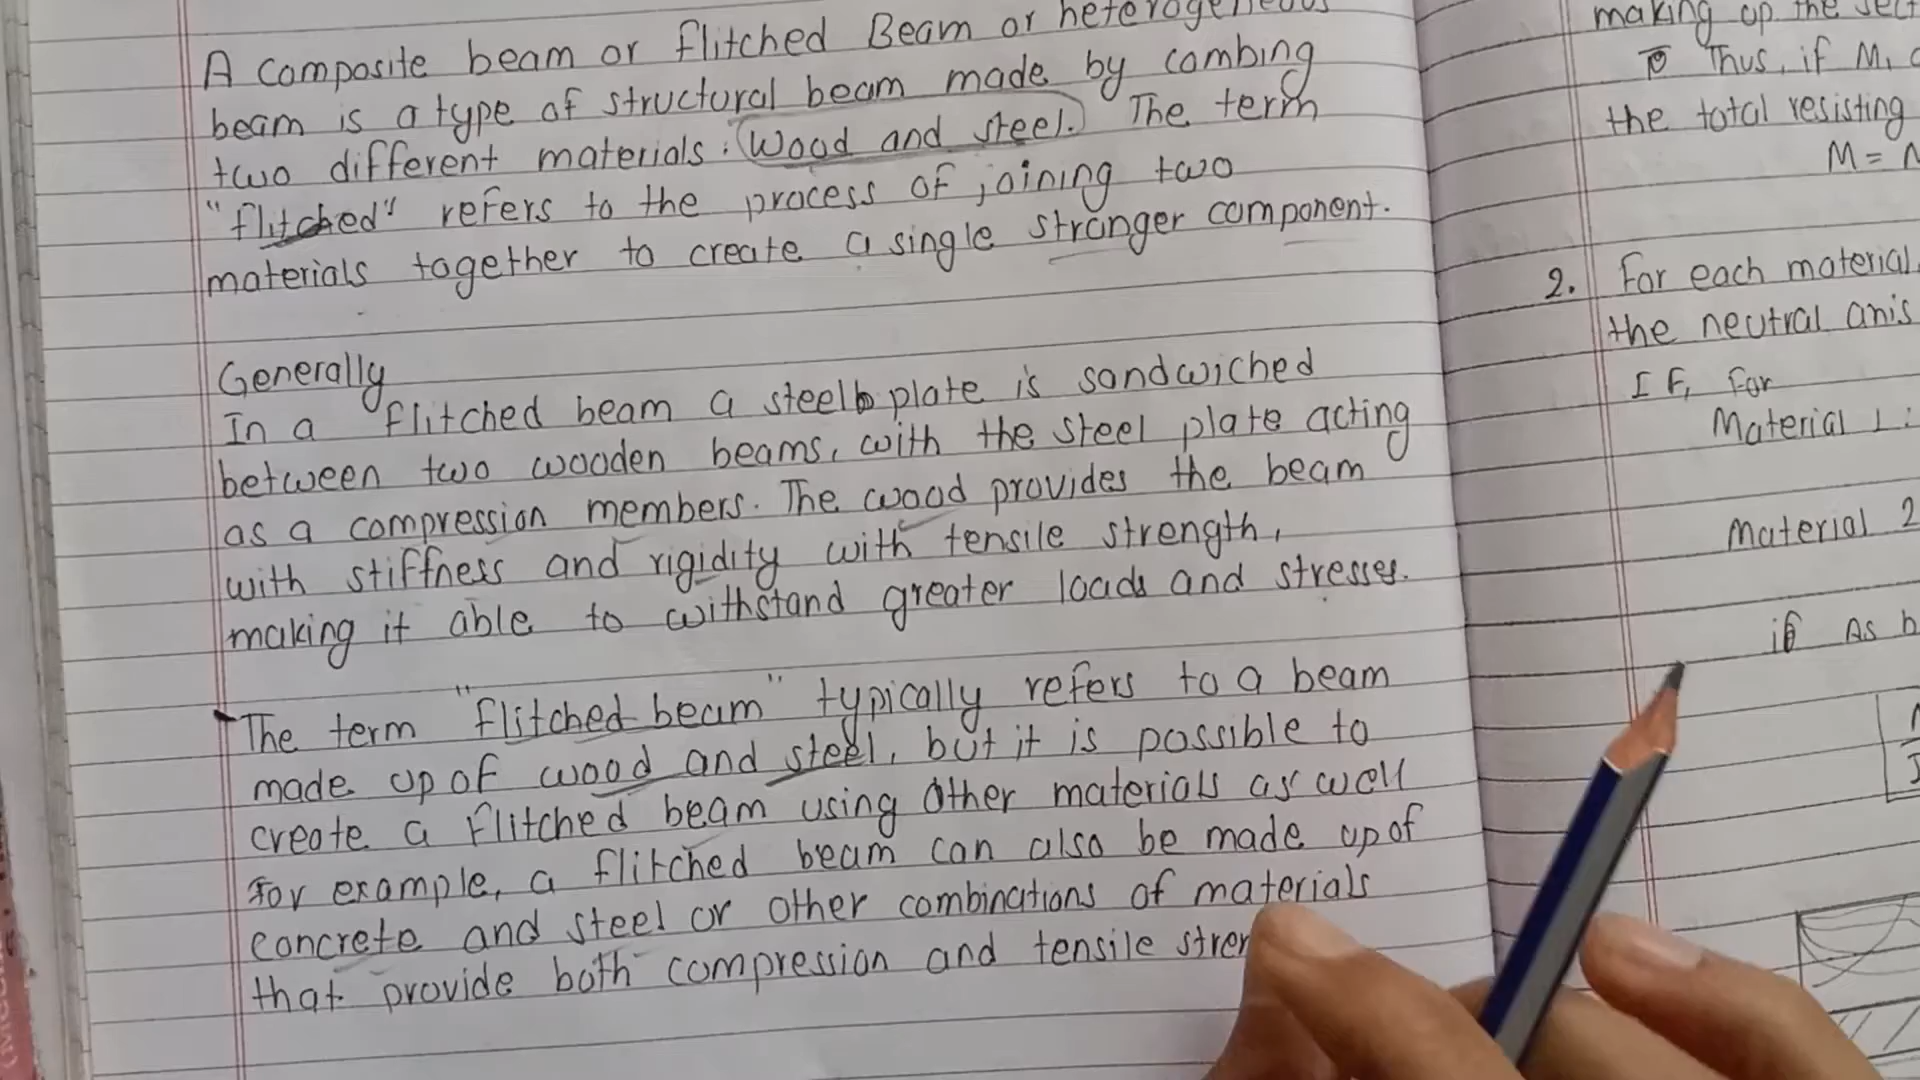 A composite beam or flitched Beam or heterogeneous
beam is a type of structural beam made by combing
two different materials: Wood and steel. The term
"flitched" refers to the process of joining two
materials together to create a single stronger component.
Generally
In a flitched beam a steel plate is sandwiched
between two wooden beams, with the steel plate acting
as a compression members. The wood provides the beam
with stiffness and rigidity with tensile strength,
making it able to withstand greater loads and stresses.
The term "flitched beam" typically refers to a beam
made up of wood and steel, but it is possible to
create a flitched beam using other materials as well
for example, a flitched beam can also be made up of
concrete and steel or other combinations of materials
that provide both compression and tensile stren
making up the
Thus, if M1
the total resisting
M =
2. For each material
the neutral anis
If, for
Material 1:
Material 2
if As